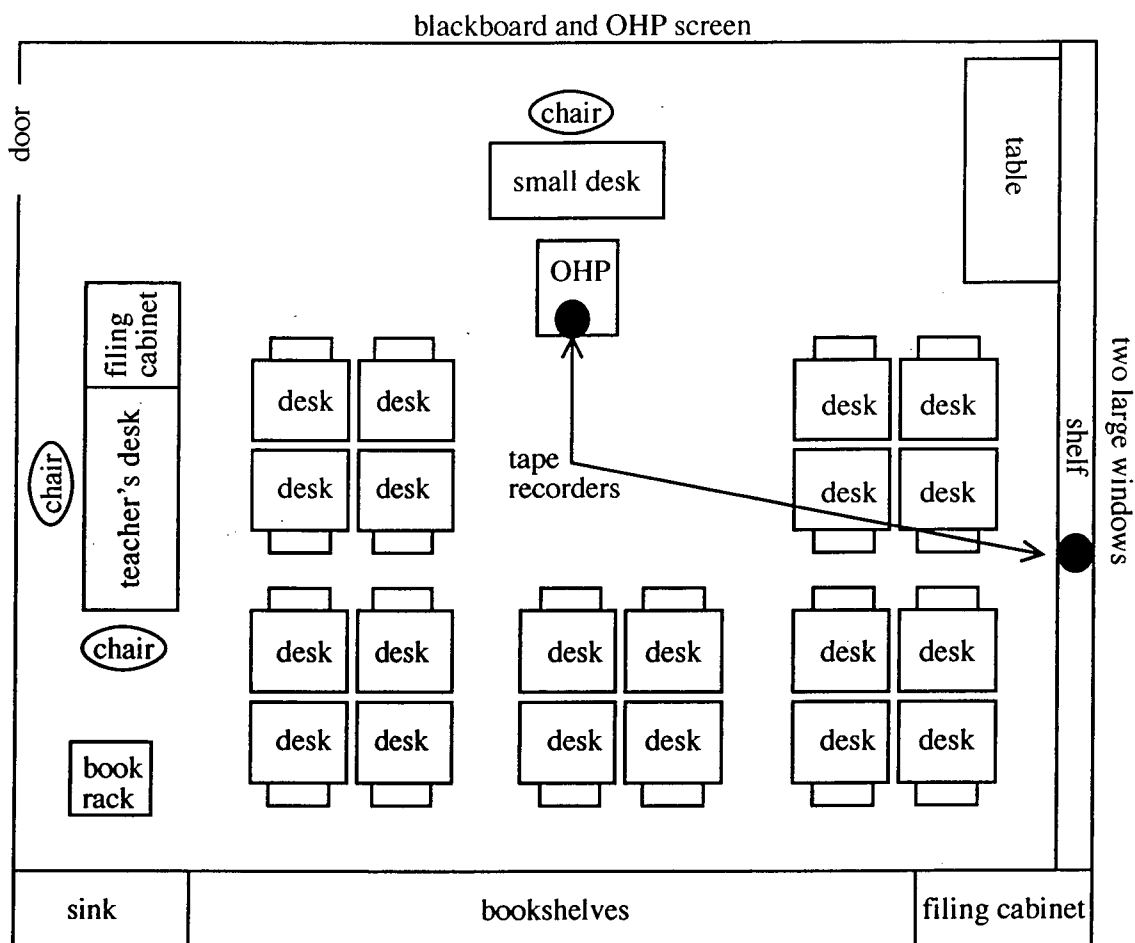 blackboard and OHP screen
door
chair
small desk
table
OHP
filing
cabinet
teacher's desk
chair
chair
desk desk
desk desk
desk desk
desk desk
tape
recorders
shelf
two large windows
desk desk
desk desk
desk desk
desk desk
desk desk
desk desk
book
rack
sink
bookshelves
filing cabinet